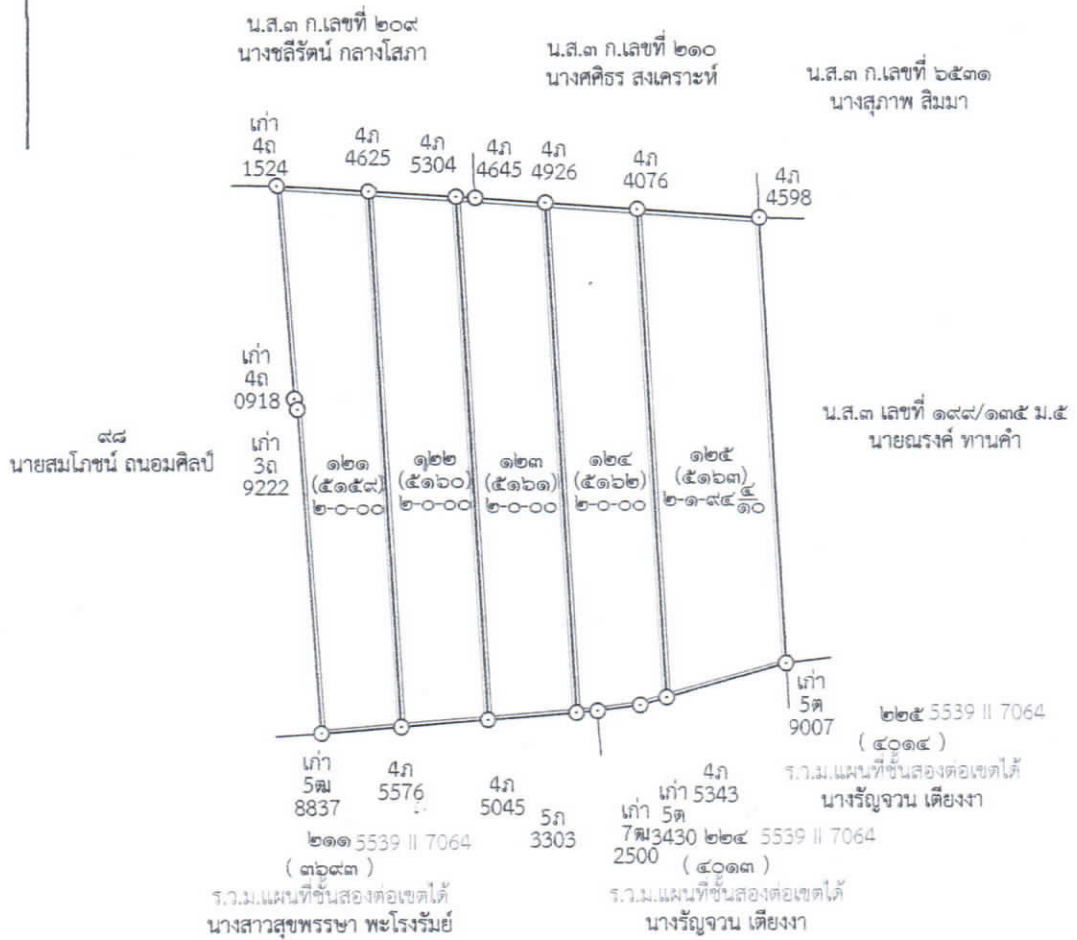 น.ส.๓ ก.เลขที่ ๒๐๙
นางชลีรัตน์ กลางโสภา
น.ส.๓ ก.เลขที่ ๒๑๐
นางศศิธร สงเคราะห์
น.ส.๓ ก.เลขที่ ๖๕๓๑
นางสุภาพ สิมมา
เก่า
4ถ
1524
4ภ
4625
4ภ
5304
4ภ
4645
4ภ
4926
4ภ
4076
4ภ
4598
เก่า
4ถ
0918
เก่า
3ถ
9222
๙๘
นายสมโภชน์ ถนอมศิลป์
น.ส.๓ เลขที่ ๑๙๙/๑๓๕ ม.๕
นายณรงค์ ทานคำ
๑๒๑
(๕๑๕๙)
๒-๐-๐๐
๑๒๒
(๕๑๖๐)
๒-๐-๐๐
๑๒๓
(๕๑๖๑)
๒-๐-๐๐
๑๒๔
(๕๑๖๒)
๒-๐-๐๐
๑๒๕
(๕๑๖๓)
๒-๑-๙๔ ๔/๑๐
เก่า
5ต
9007
๒๒๕ 5539 II 7064
( ๔๐๑๔ )
ร.ว.ม.แผนที่ชั้นสองต่อเขตได้
นางรัญจวน เตียงงา
เก่า
5ฒ
8837
4ภ
5576
4ภ
5045
5ภ
3303
เก่า
7ฒ
2500
เก่า
5ต
3430
4ภ
5343
๒๑๑ 5539 II 7064
( ๓๖๙๓ )
ร.ว.ม.แผนที่ชั้นสองต่อเขตได้
นางสาวสุขพรรษา พะโรงรัมย์
๒๒๔ 5539 II 7064
( ๔๐๑๓ )
ร.ว.ม.แผนที่ชั้นสองต่อเขตได้
นางรัญจวน เตียงงา